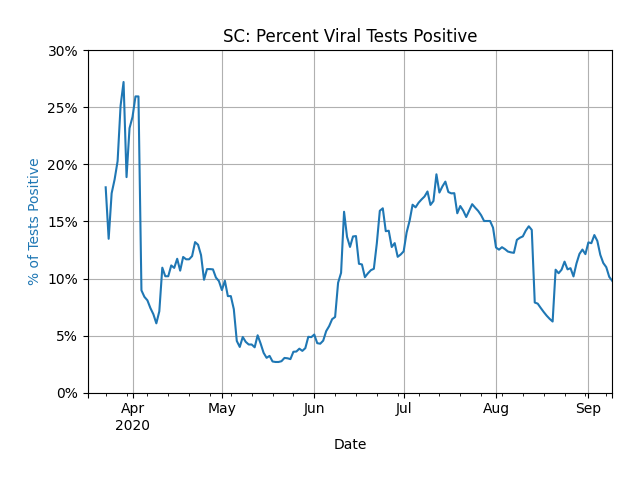 SC: Percent Viral Tests Positive
30%
25%
20%
15%
10%
5%
0%
% of Tests Positive
Apr May Jun Jul Aug Sep
2020
Date